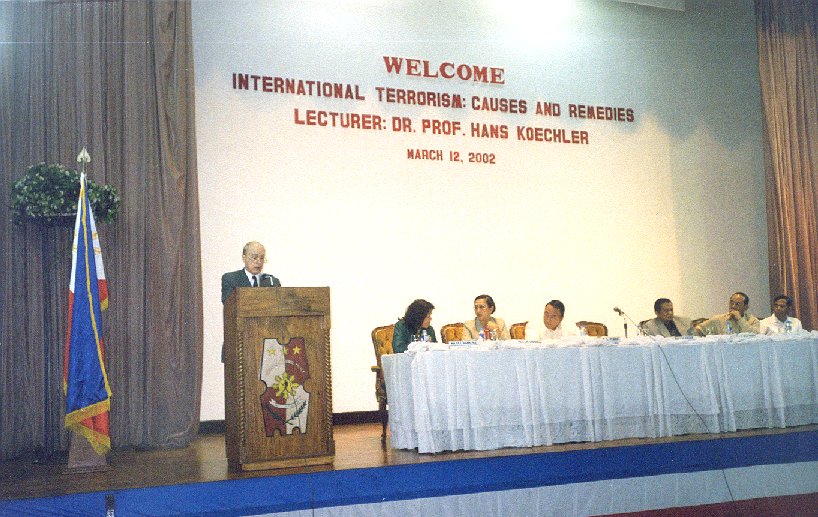 WELCOME
INTERNATIONAL TERRORISM: CAUSES AND REMEDIES
LECTURER: DR. PROF. HANS KOECHLER
MARCH 12, 2002